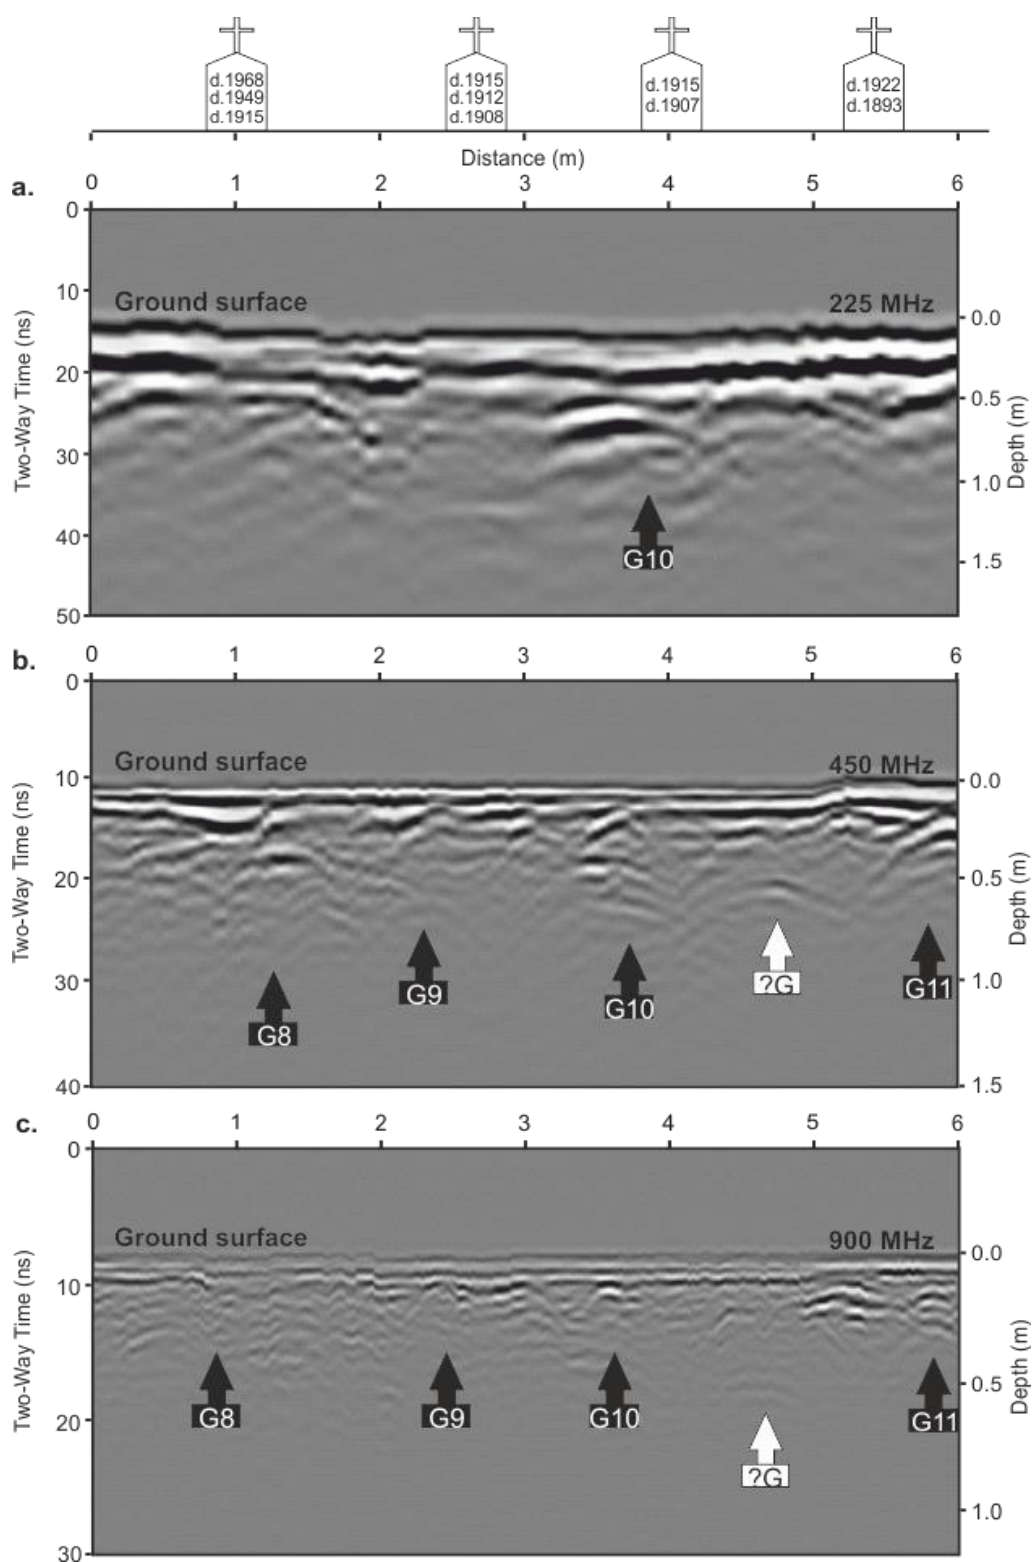 d.1968
d.1949
d.1915
d.1915
d.1912
d.1908
d.1915
d.1907
d.1922
d.1893
Distance (m)
a.
0 1 2 3 4 5 6
0
10
20
30
40
50
Two-Way Time (ns)
Ground surface
225 MHz
0.0
0.5
1.0
1.5
Depth (m)
G10
b.
0 1 2 3 4 5 6
0
10
20
30
40
Two-Way Time (ns)
Ground surface
450 MHz
0.0
0.5
1.0
1.5
Depth (m)
G8
G9
G10
?G
G11
c.
0 1 2 3 4 5 6
0
10
20
30
Two-Way Time (ns)
Ground surface
900 MHz
0.0
0.5
1.0
Depth (m)
G8
G9
G10
?G
G11